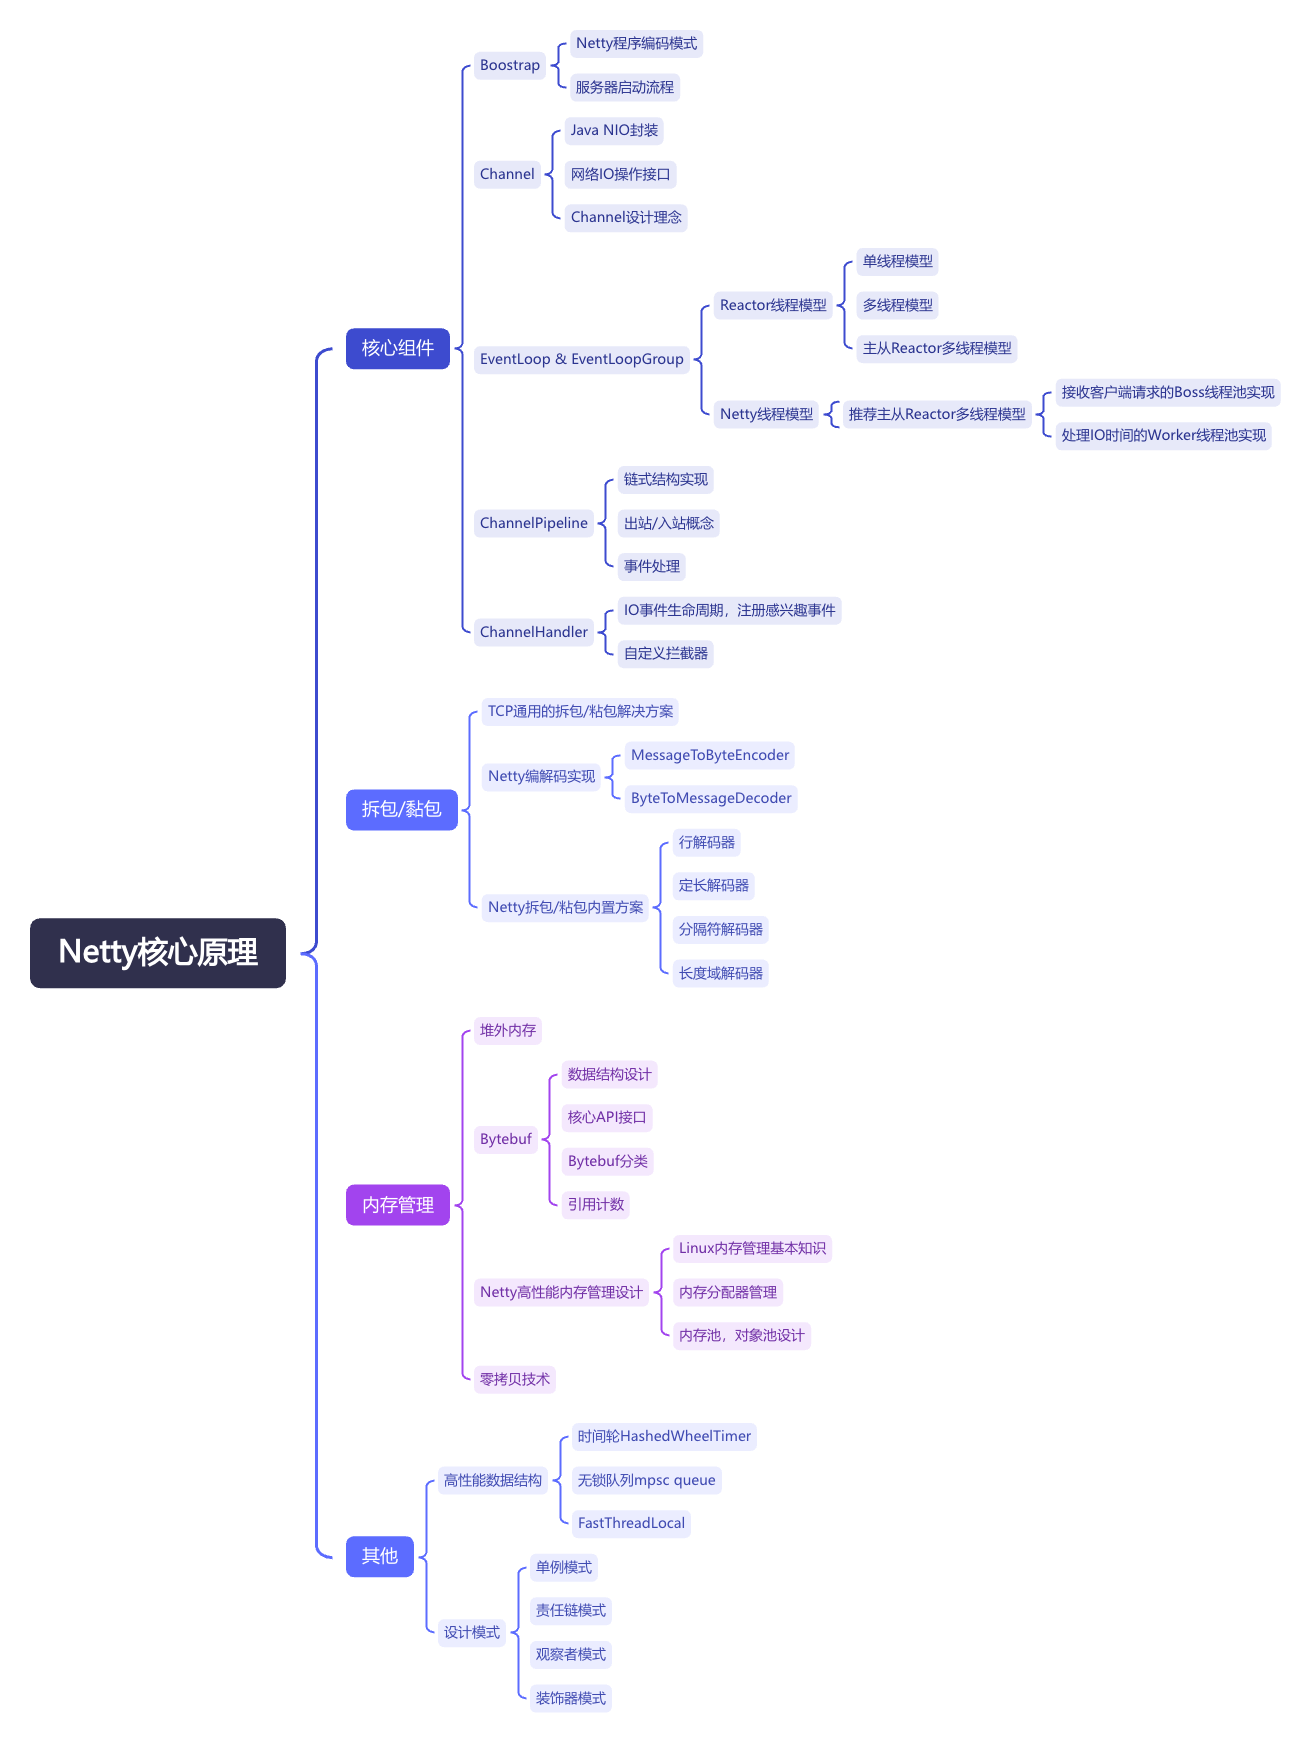 Netty核心原理
核心组件
Boostrap
Netty程序编码模式
服务器启动流程
Channel
Java NIO封装
网络IO操作接口
Channel设计理念
EventLoop & EventLoopGroup
Reactor线程模型
单线程模型
多线程模型
主从Reactor多线程模型
Netty线程模型
推荐主从Reactor多线程模型
接收客户端请求的Boss线程池实现
处理IO时间的Worker线程池实现
ChannelPipeline
链式结构实现
出站/入站概念
事件处理
ChannelHandler
IO事件生命周期，注册感兴趣事件
自定义拦截器
拆包/黏包
TCP通用的拆包/粘包解决方案
Netty编解码实现
MessageToByteEncoder
ByteToMessageDecoder
Netty拆包/粘包内置方案
行解码器
定长解码器
分隔符解码器
长度域解码器
内存管理
堆外内存
Bytebuf
数据结构设计
核心API接口
Bytebuf分类
引用计数
Netty高性能内存管理设计
Linux内存管理基本知识
内存分配器管理
内存池，对象池设计
零拷贝技术
其他
高性能数据结构
时间轮HashedWheelTimer
无锁队列mpsc queue
FastThreadLocal
设计模式
单例模式
责任链模式
观察者模式
装饰器模式